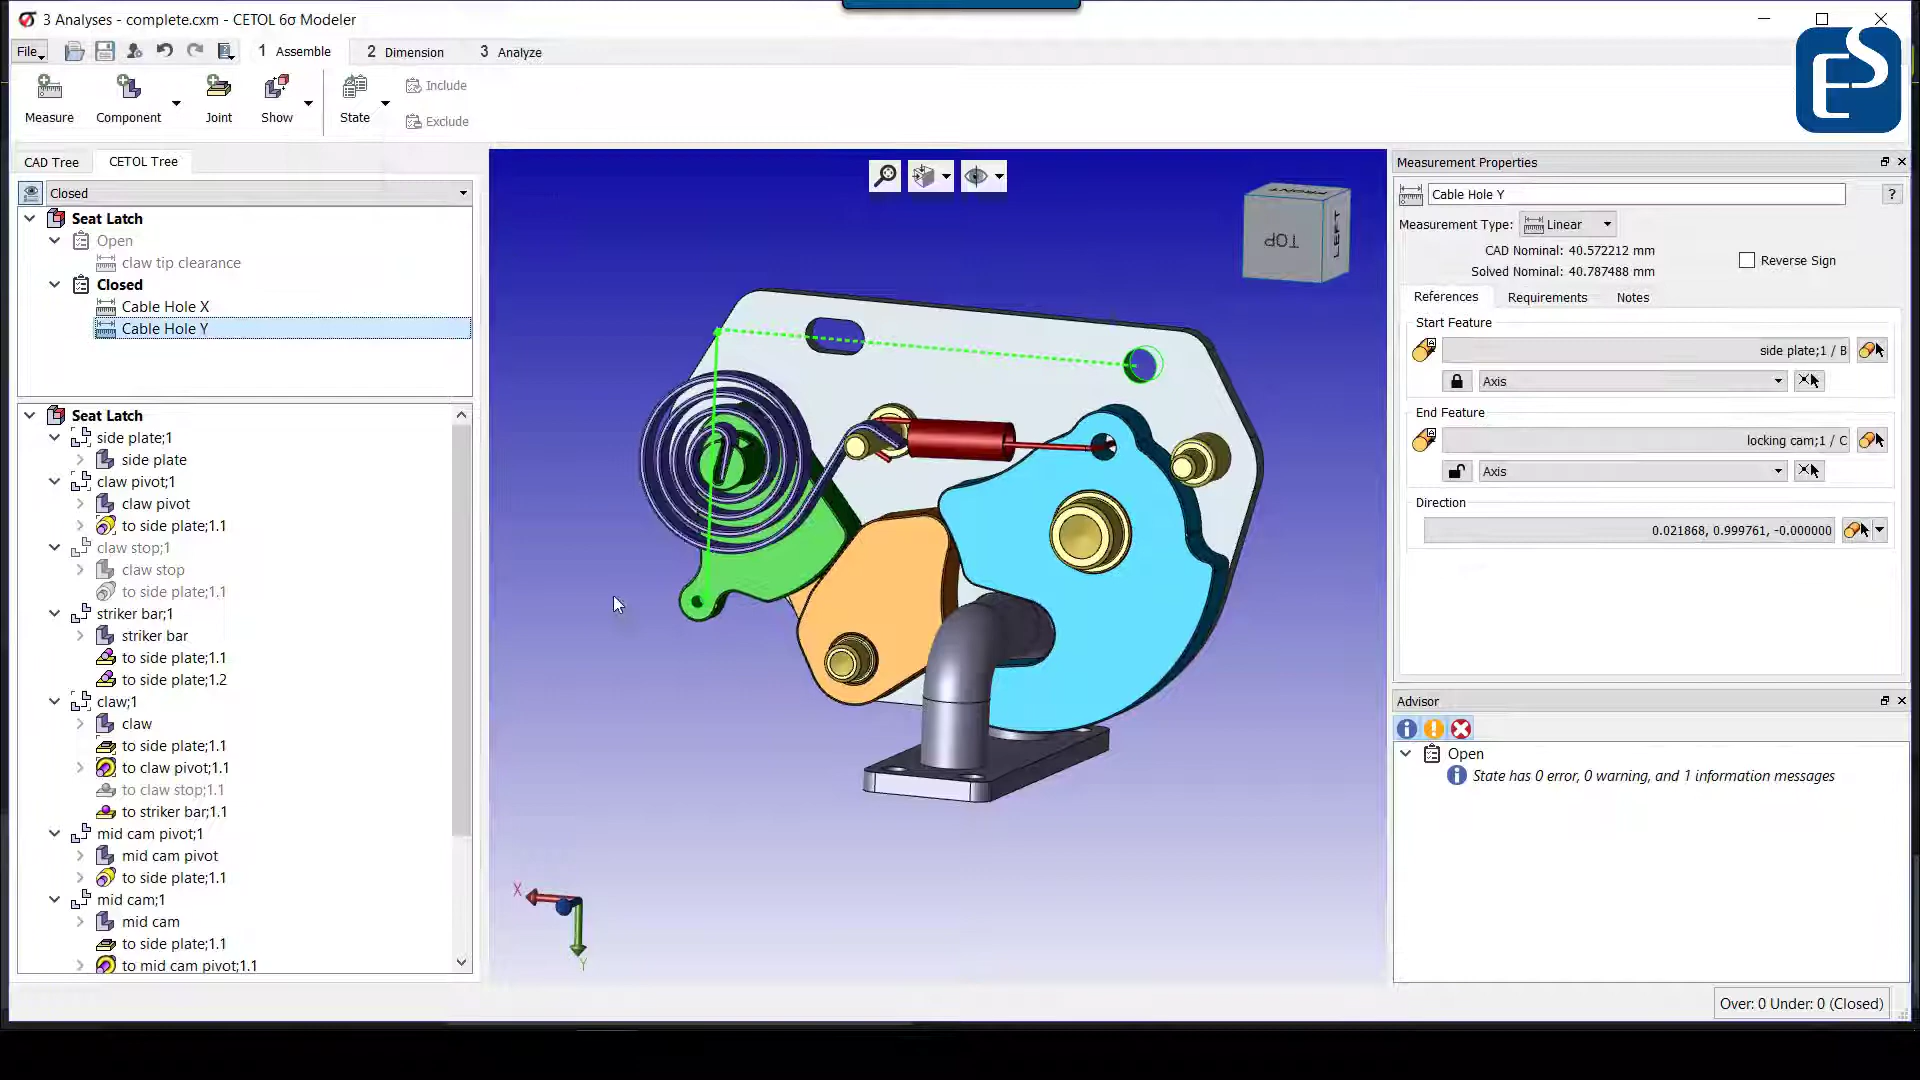 3 Analyses - complete.cxm - CETOL 6σ Modeler
File
1 Assemble
2 Dimension
3 Analyze
Measure
Component
Joint
Show
State
Include
Exclude
ES
CAD Tree
CETOL Tree
Closed
Seat Latch
Open
claw tip clearance
Closed
Cable Hole X
Cable Hole Y
Seat Latch
side plate;1
side plate
claw pivot;1
claw pivot
to side plate;1.1
claw stop;1
claw stop
to side plate;1.1
striker bar;1
striker bar
to side plate;1.1
to side plate;1.2
claw;1
claw
to side plate;1.1
to claw pivot;1.1
to claw stop;1.1
to striker bar;1.1
mid cam pivot;1
mid cam pivot
to side plate;1.1
mid cam;1
mid cam
to side plate;1.1
to mid cam pivot;1.1
FRONT
TOP
LEFT
X
Y
Measurement Properties
Cable Hole Y
?
Measurement Type: Linear
CAD Nominal: 40.572212 mm
Solved Nominal: 40.787488 mm
Reverse Sign
References
Requirements
Notes
Start Feature
side plate;1 / B
Axis
End Feature
locking cam;1 / C
Axis
Direction
0.021868, 0.999761, -0.000000
Advisor
Open
State has 0 error, 0 warning, and 1 information messages
Over: 0 Under: 0 (Closed)